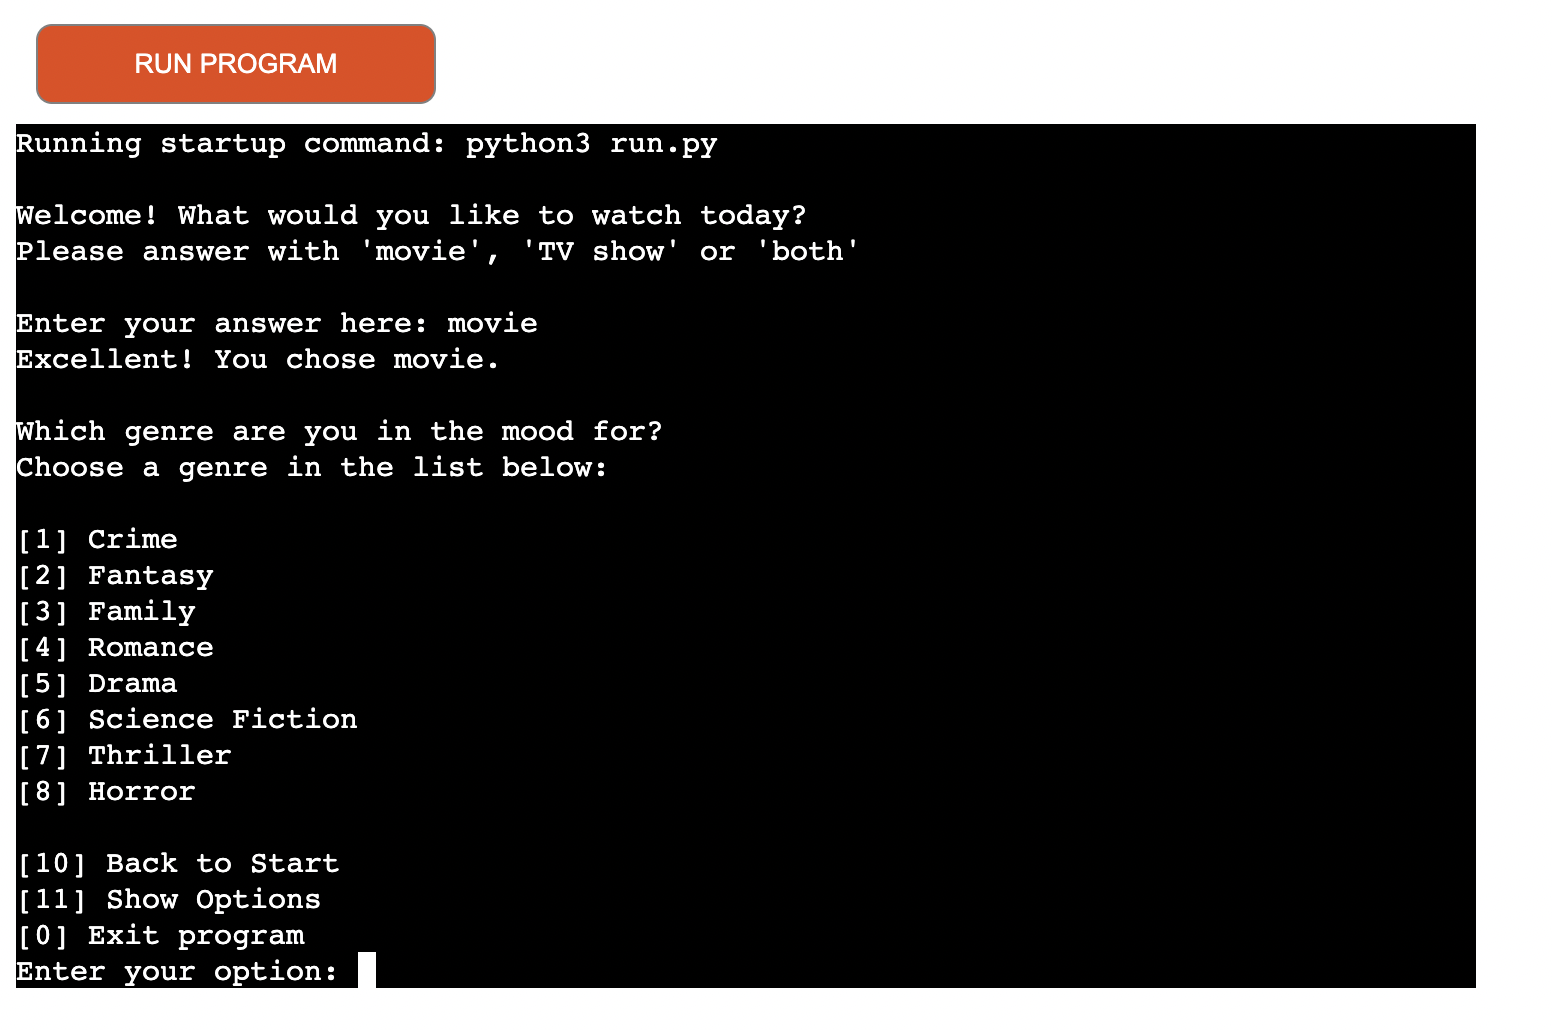 RUN PROGRAM
Running startup command: python3 run.py
Welcome! What would you like to watch today?
Please answer with 'movie', 'TV show' or 'both'
Enter your answer here: movie
Excellent! You chose movie.
Which genre are you in the mood for?
Choose a genre in the list below:
[1] Crime
[2] Fantasy
[3] Family
[4] Romance
[5] Drama
[6] Science Fiction
[7] Thriller
[8] Horror
[10] Back to Start
[11] Show Options
[0] Exit program
Enter your option: